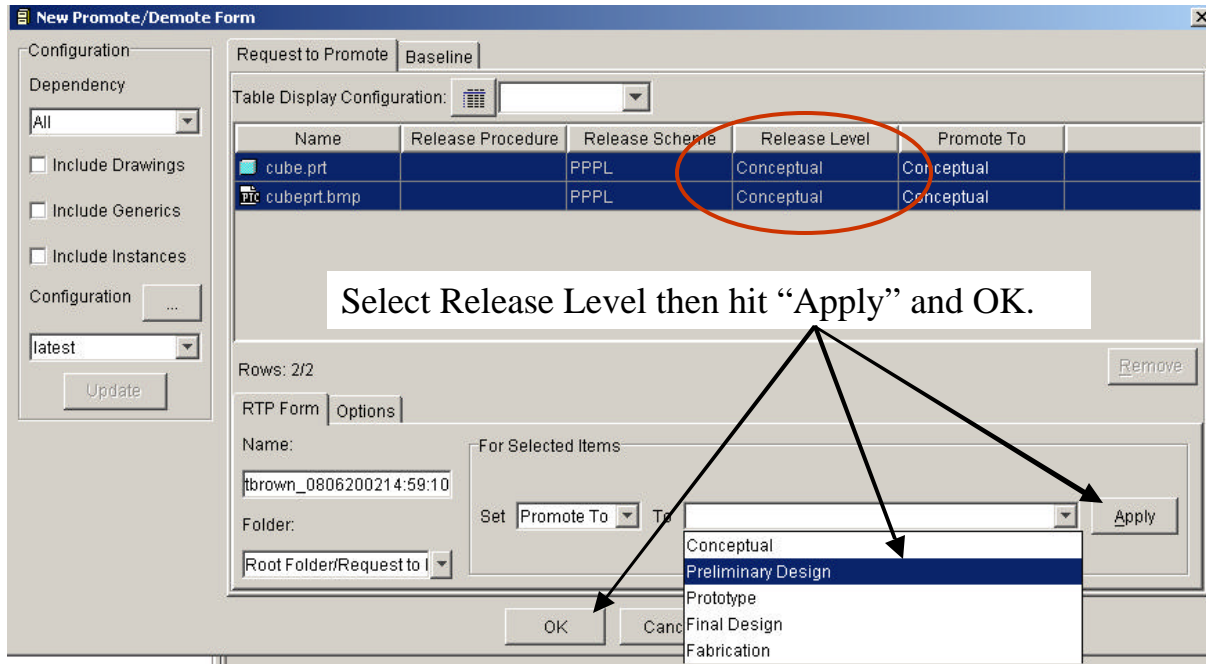 New Promote/Demote Form
Configuration
Dependency
All
Include Drawings
Include Generics
Include Instances
Configuration ...
latest
Update
Request to Promote Baseline
Table Display Configuration:
Name Release Procedure Release Scheme Release Level Promote To
cube.prt PPPL Conceptual Conceptual
PTC cubeprt.bmp PPPL Conceptual Conceptual
Select Release Level then hit “Apply” and OK.
Rows: 2/2
Remove
RTP Form Options
Name:
tbrown_0806200214:59:10
Folder:
Root Folder/Request to
For Selected Items
Set Promote To To Apply
Conceptual
Preliminary Design
Prototype
Final Design
Fabrication
OK Canc